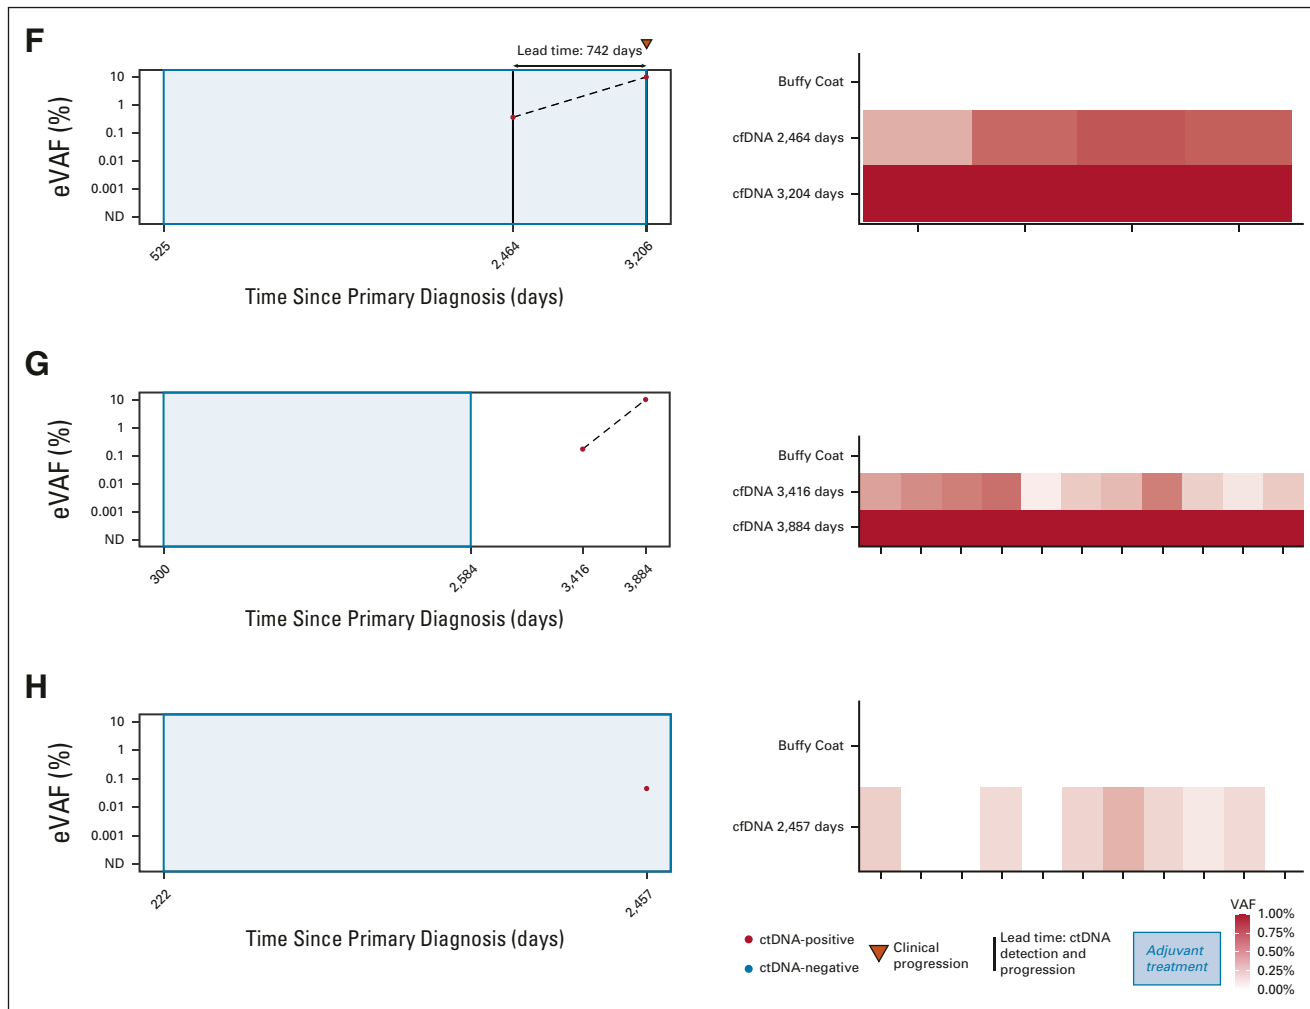 F
Lead time: 742 days
eVAF (%)
10
1
0.1
0.01
0.001
ND
525
2,464
3,206
Time Since Primary Diagnosis (days)
Buffy Coat
cfDNA 2,464 days
cfDNA 3,204 days
G
eVAF (%)
10
1
0.1
0.01
0.001
ND
300
2,584
3,416
3,884
Time Since Primary Diagnosis (days)
Buffy Coat
cfDNA 3,416 days
cfDNA 3,884 days
H
eVAF (%)
10
1
0.1
0.01
0.001
ND
222
2,457
Time Since Primary Diagnosis (days)
Buffy Coat
cfDNA 2,457 days
ctDNA-positive
ctDNA-negative
Clinical
progression
Lead time: ctDNA
detection and
progression
Adjuvant
treatment
VAF
1.00%
0.75%
0.50%
0.25%
0.00%